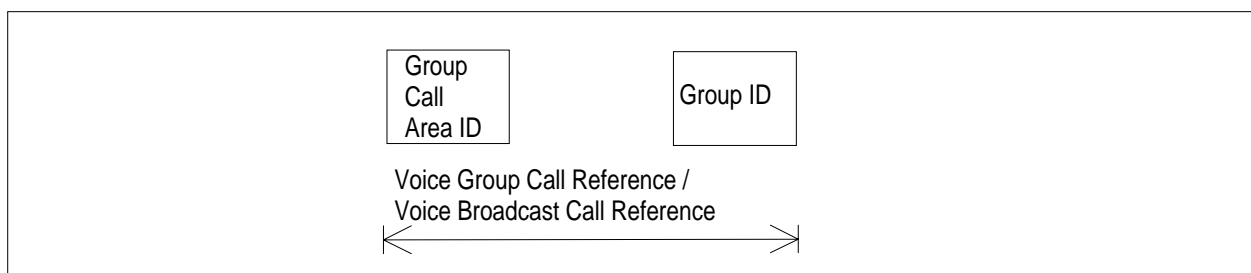 Group
Call
Area ID
Group ID
Voice Group Call Reference /
Voice Broadcast Call Reference